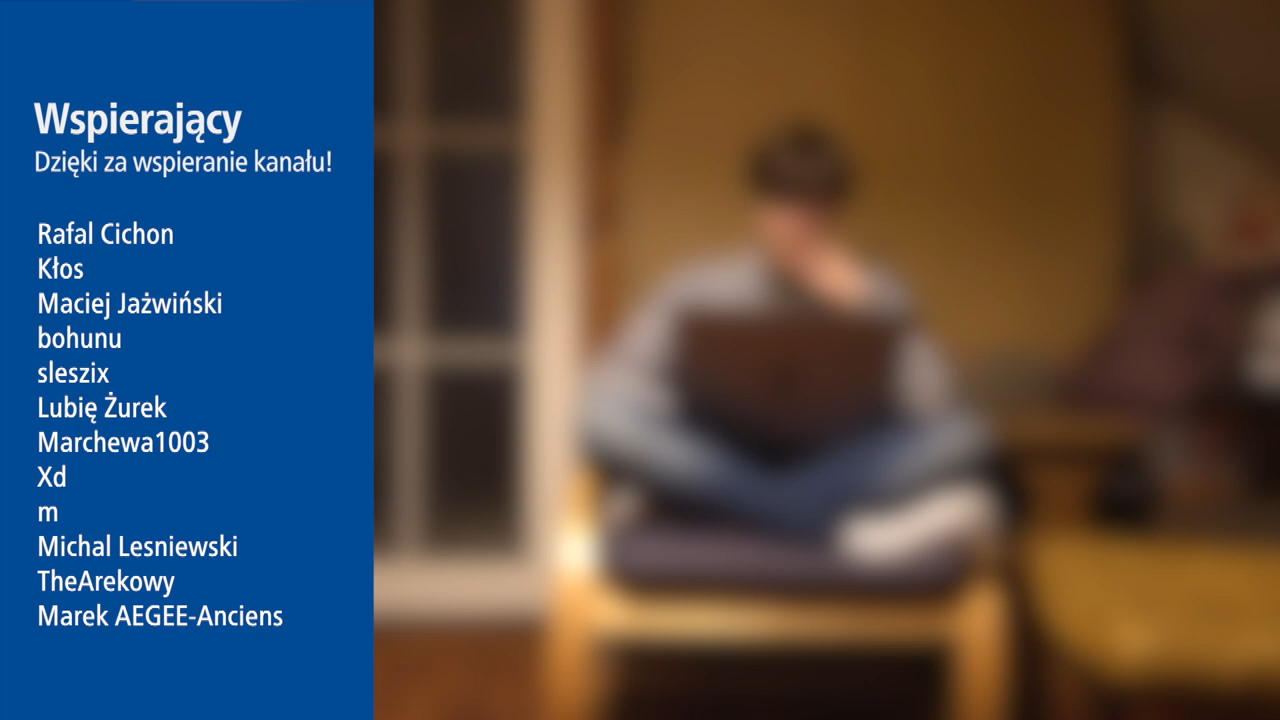 Wspierający
Dzięki za wspieranie kanału!
Rafal Cichon
Kłos
Maciej Jażwiński
bohunu
sleszix
Lubię Żurek
Marchewa1003
Xd
m
Michal Lesniewski
TheArekowy
Marek AEGEE-Anciens